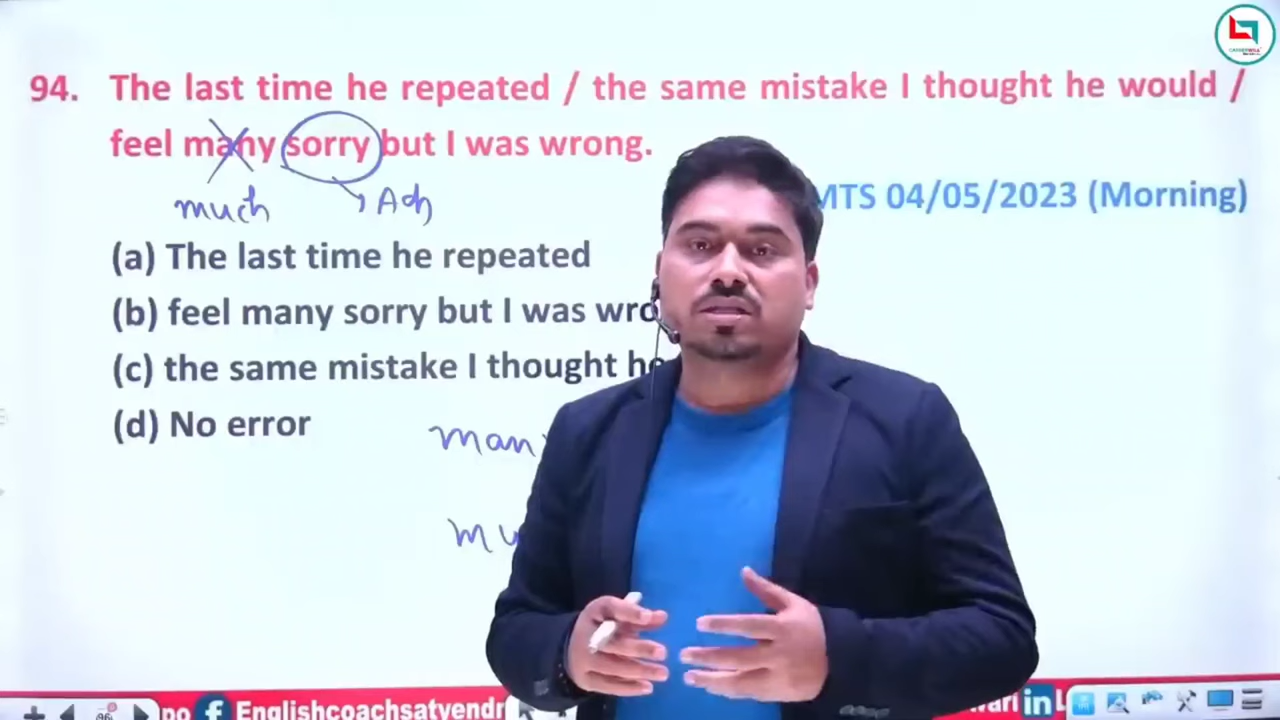 94. The last time he repeated / the same mistake I thought he would /
feel many sorry but I was wrong.
much
Adj
MTS 04/05/2023 (Morning)
(a) The last time he repeated
(b) feel many sorry but I was
(c) the same mistake I thought
(d) No error
CAREERWILL
Englishcoachsatyendr
in